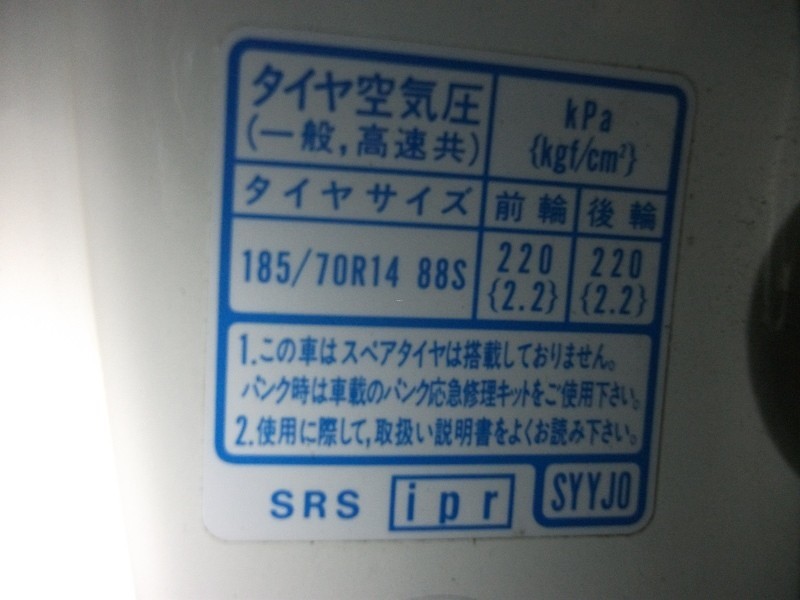 タイヤ空気圧
(一般,高速共)
kPa
{kgf/cm²}
タイヤサイズ 前輪 後輪
185/70R14 88S 220 220
{2.2} {2.2}
1.この車はスペアタイヤは搭載しておりません。
パンク時は車載のパンク応急修理キットをご使用下さい。
2.使用に際して,取扱い説明書をよくお読み下さい。
SRS ipr SYYJ0